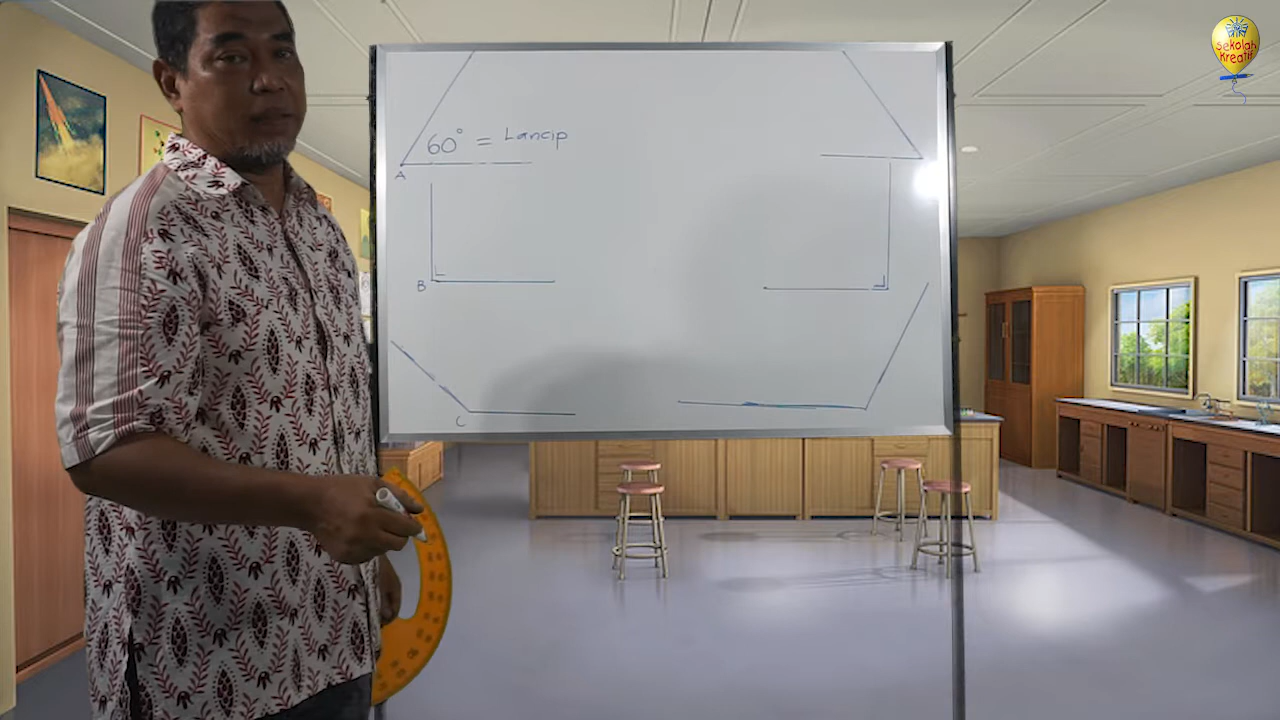 Sekolah
Kreatif
60° = Lancip
A
B
C